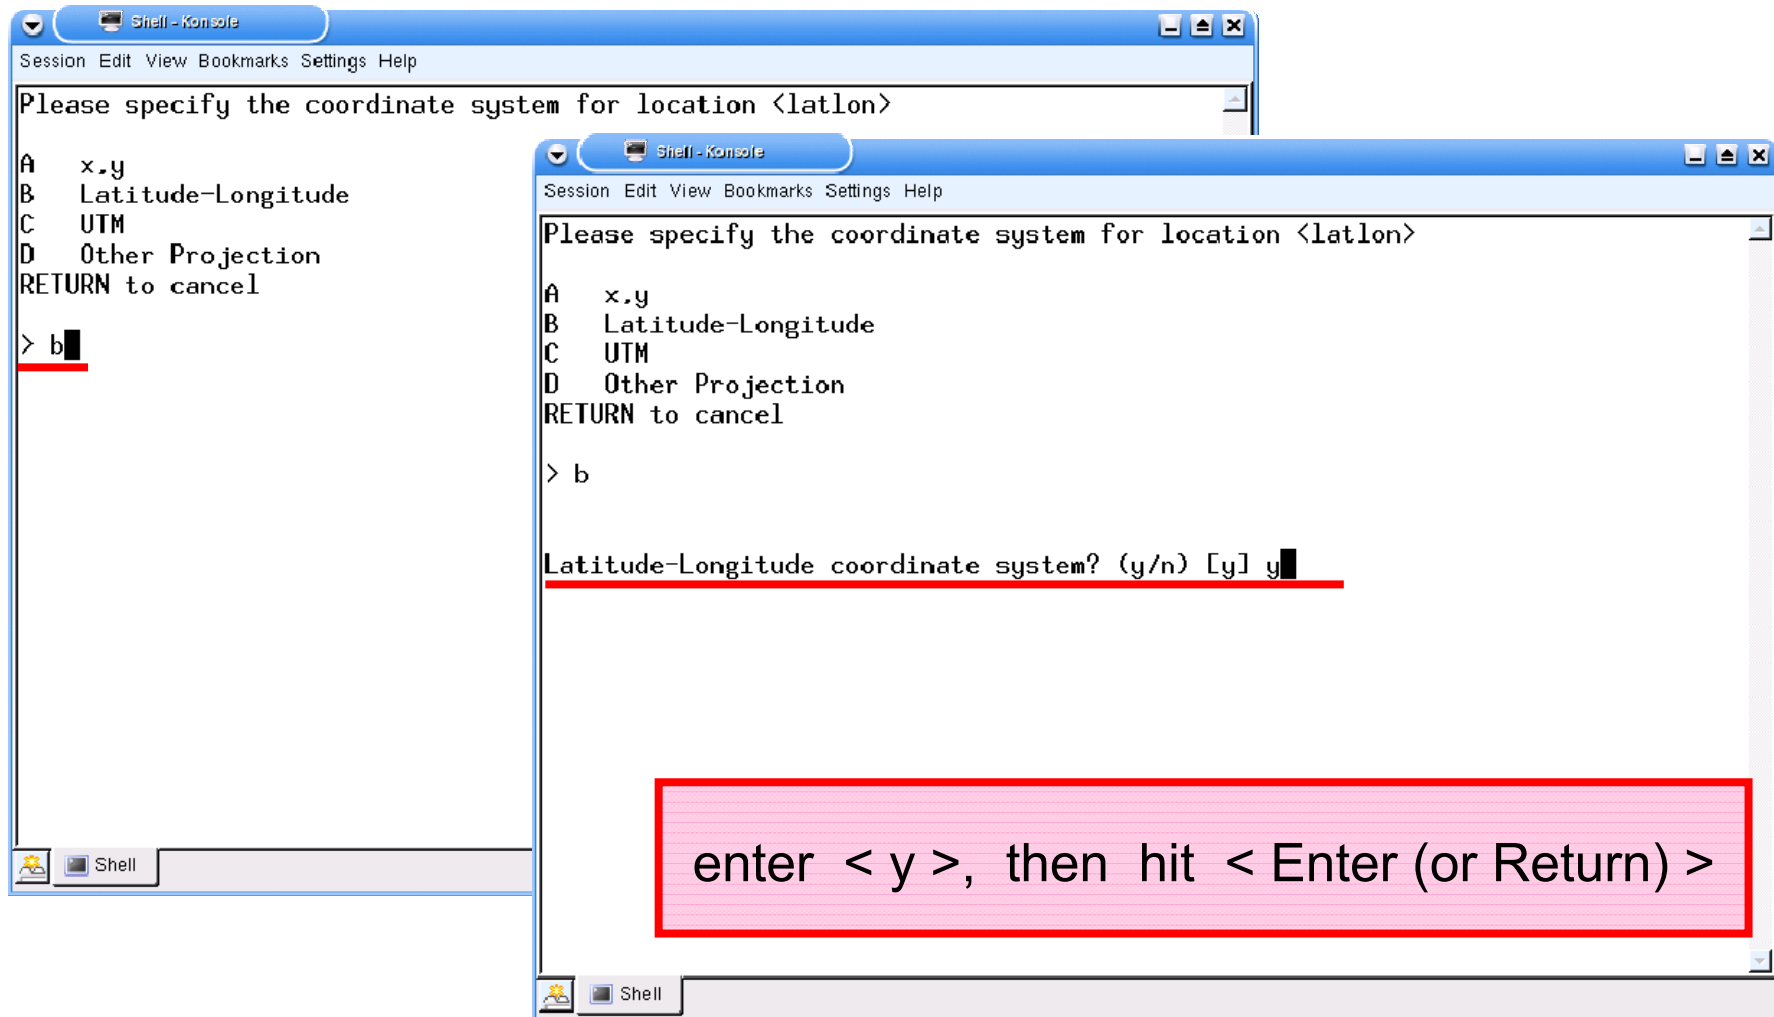 Shell - Konsole
Session Edit View Bookmarks Settings Help
Please specify the coordinate system for location <latlon>
A x,y
B Latitude-Longitude
C UTM
D Other Projection
RETURN to cancel
> b
Shell
Shell - Konsole
Session Edit View Bookmarks Settings Help
Please specify the coordinate system for location <latlon>
A x,y
B Latitude-Longitude
C UTM
D Other Projection
RETURN to cancel
> b
Latitude-Longitude coordinate system? (y/n) [y] y
enter < y >, then hit < Enter (or Return) >
Shell